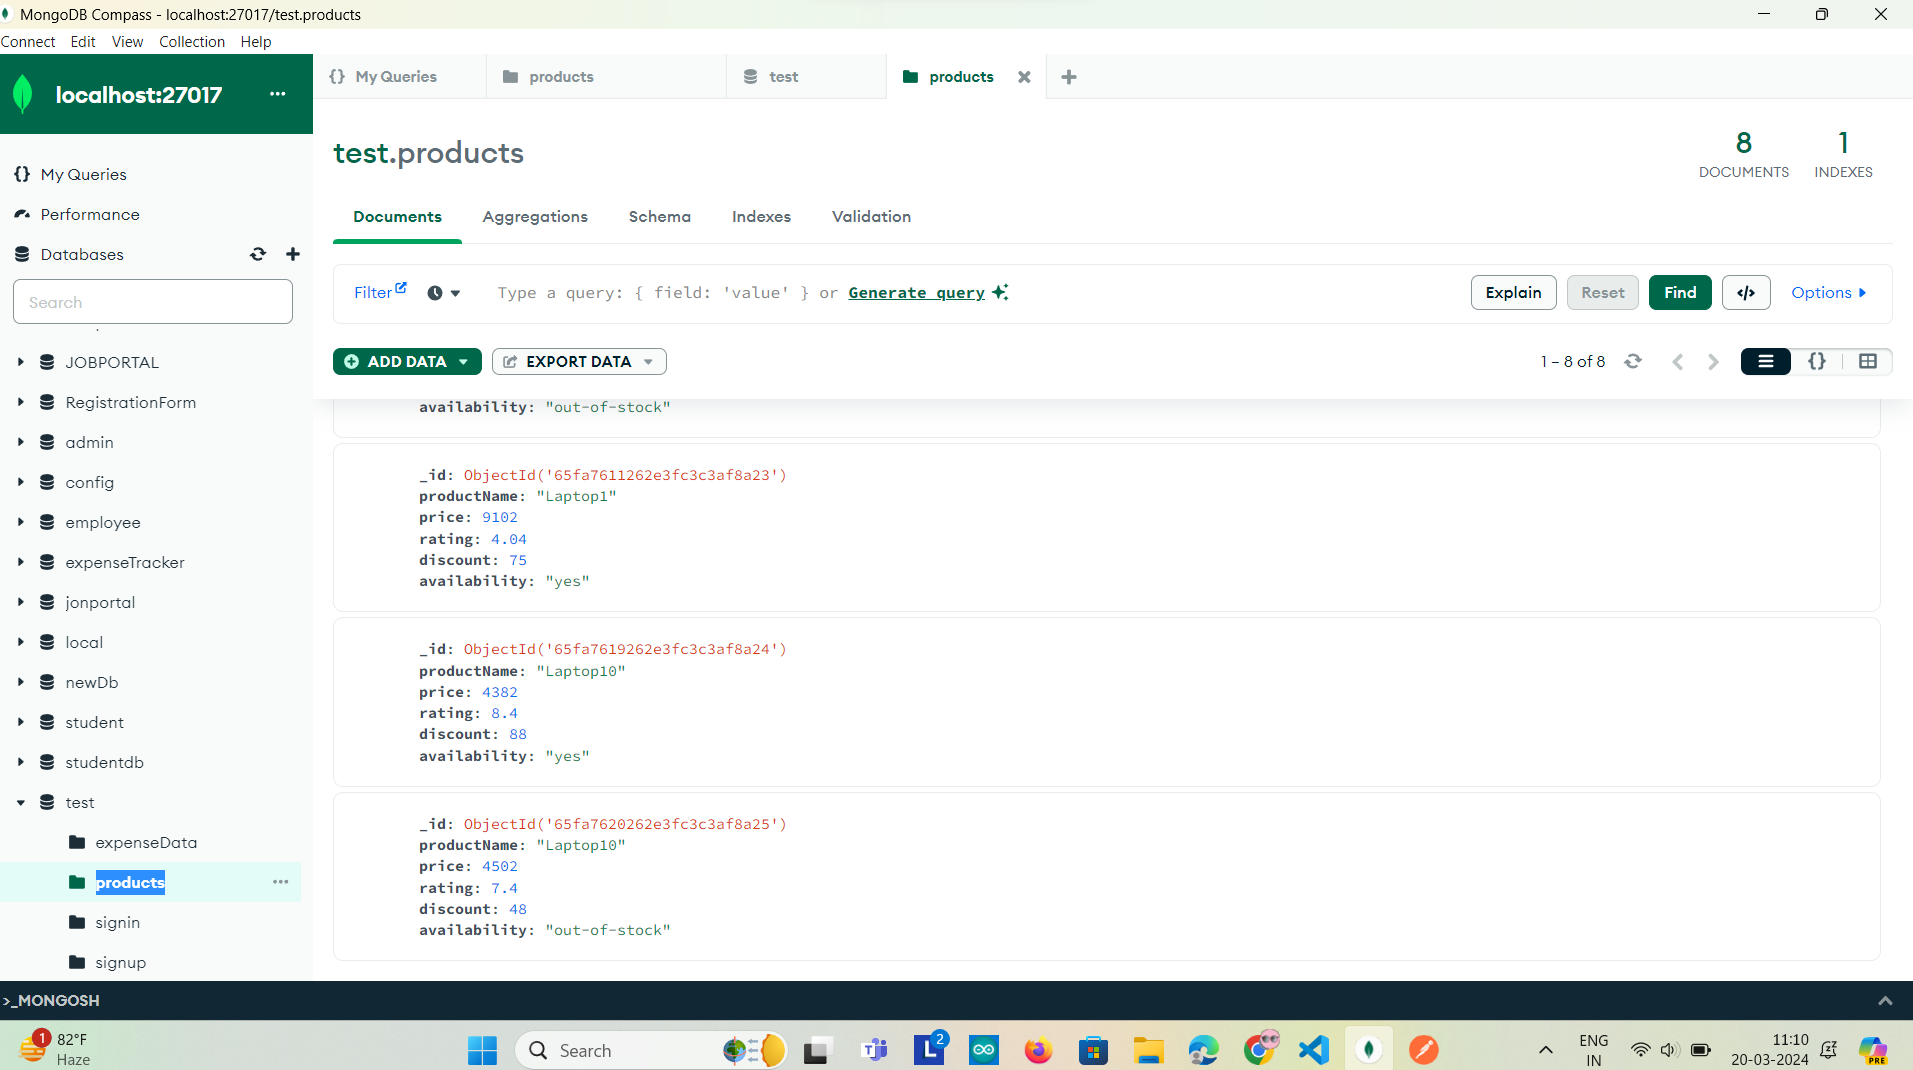 MongoDB Compass - localhost:27017/test.products
Connect Edit View Collection Help
localhost:27017
My Queries
products
test
products
My Queries
Performance
Databases
Search
JOBPORTAL
RegistrationForm
admin
config
employee
expenseTracker
jonportal
local
newDb
student
studentdb
test
expenseData
products
signin
signup
test.products
8
DOCUMENTS
1
INDEXES
Documents Aggregations Schema Indexes Validation
Filter
Type a query: { field: 'value' } or Generate query
Explain Reset Find </> Options
ADD DATA EXPORT DATA
1 – 8 of 8
{}
availability: "out-of-stock"
_id: ObjectId('65fa7611262e3fc3c3af8a23')
productName: "Laptop1"
price: 9102
rating: 4.04
discount: 75
availability: "yes"
_id: ObjectId('65fa7619262e3fc3c3af8a24')
productName: "Laptop10"
price: 4382
rating: 8.4
discount: 88
availability: "yes"
_id: ObjectId('65fa7620262e3fc3c3af8a25')
productName: "Laptop10"
price: 4502
rating: 7.4
discount: 48
availability: "out-of-stock"
>_MONGOSH
1
82°F
Haze
Search
L
2
ENG
IN
11:10
20-03-2024
PRE